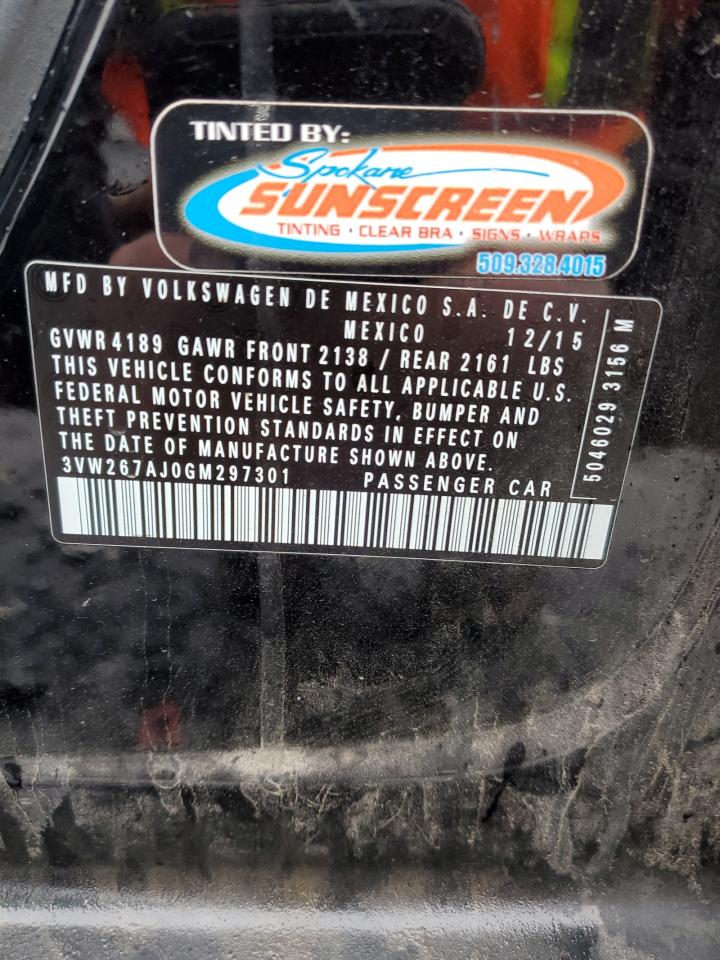 TINTED BY:
Spokane
SUNSCREEN
TINTING · CLEAR BRA · SIGNS · WRAPS
509.328.4015
MFD BY VOLKSWAGEN DE MEXICO S.A. DE C.V.
MEXICO 12/15
GVWR 4189 GAWR FRONT 2138 / REAR 2161 LBS
THIS VEHICLE CONFORMS TO ALL APPLICABLE U.S.
FEDERAL MOTOR VEHICLE SAFETY, BUMPER AND
THEFT PREVENTION STANDARDS IN EFFECT ON
THE DATE OF MANUFACTURE SHOWN ABOVE.
3VW267AJ0GM297301 PASSENGER CAR
5046029 3156 M